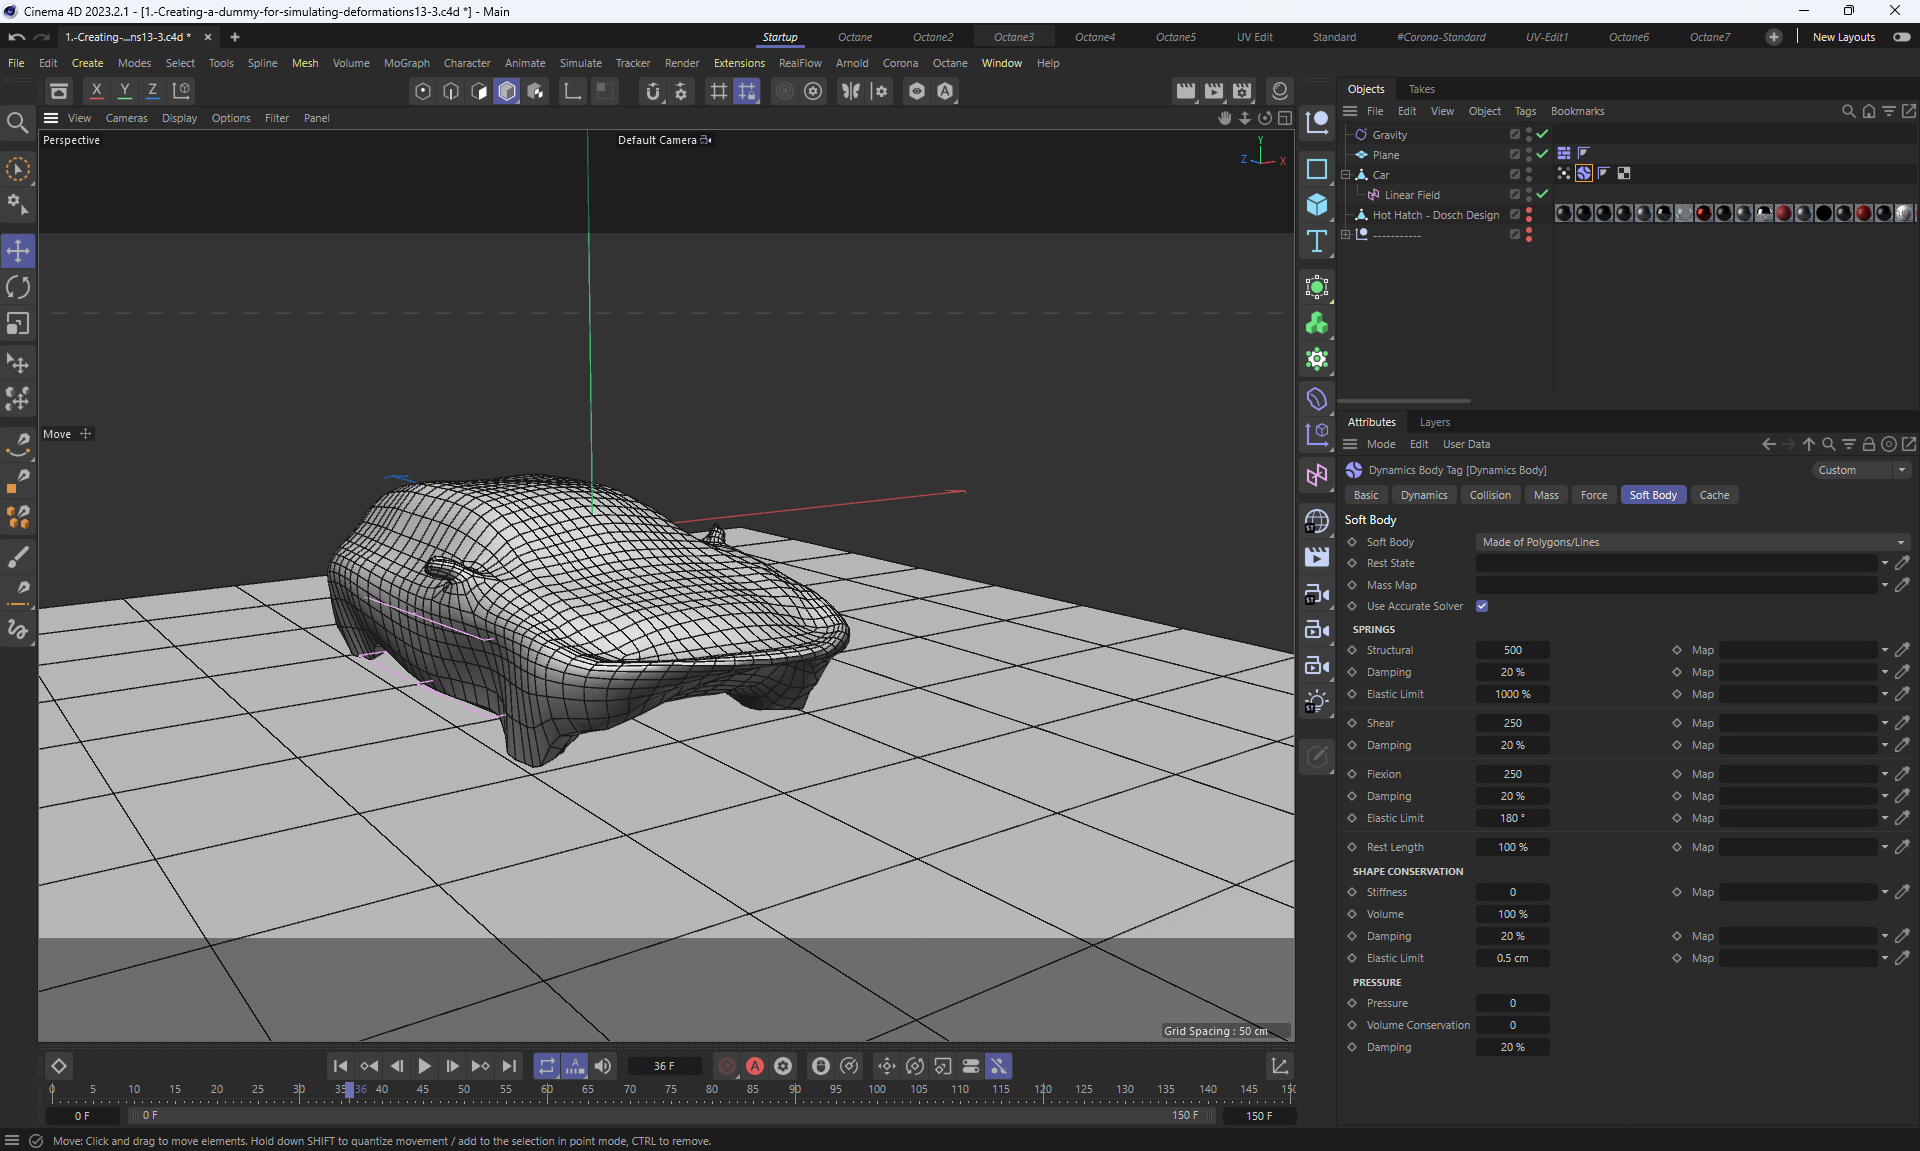 Cinema 4D 2023.2.1 - [1.-Creating-a-dummy-for-simulating-deformations13-3.c4d *] - Main
1.-Creating-...ns13-3.c4d *
Startup Octane Octane2 Octane3 Octane4 Octane5 UV Edit Standard #Corona-Standard UV-Edit1 Octane6 Octane7 New Layouts
File Edit Create Modes Select Tools Spline Mesh Volume MoGraph Character Animate Simulate Tracker Render Extensions RealFlow Arnold Corona Octane Window Help
X Y Z
View Cameras Display Options Filter Panel
Perspective
Default Camera
Y
Z X
Move
Grid Spacing : 50 cm
Objects Takes
File Edit View Object Tags Bookmarks
Gravity
Plane
Car
Linear Field
Hot Hatch - Dosch Design
-----------
Attributes Layers
Mode Edit User Data
Dynamics Body Tag [Dynamics Body]
Custom
Basic Dynamics Collision Mass Force Soft Body Cache
Soft Body
Soft Body Made of Polygons/Lines
Rest State
Mass Map
Use Accurate Solver
SPRINGS
Structural 500 Map
Damping 20 % Map
Elastic Limit 1000 % Map
Shear 250 Map
Damping 20 % Map
Flexion 250 Map
Damping 20 % Map
Elastic Limit 180 ° Map
Rest Length 100 % Map
SHAPE CONSERVATION
Stiffness 0 Map
Volume 100 %
Damping 20 % Map
Elastic Limit 0.5 cm Map
PRESSURE
Pressure 0
Volume Conservation 0
Damping 20 %
36 F
0 5 10 15 20 25 30 35 36 40 45 50 55 60 65 70 75 80 85 90 95 100 105 110 115 120 125 130 135 140 145 150
0 F 0 F 150 F 150 F
Move: Click and drag to move elements. Hold down SHIFT to quantize movement / add to the selection in point mode, CTRL to remove.